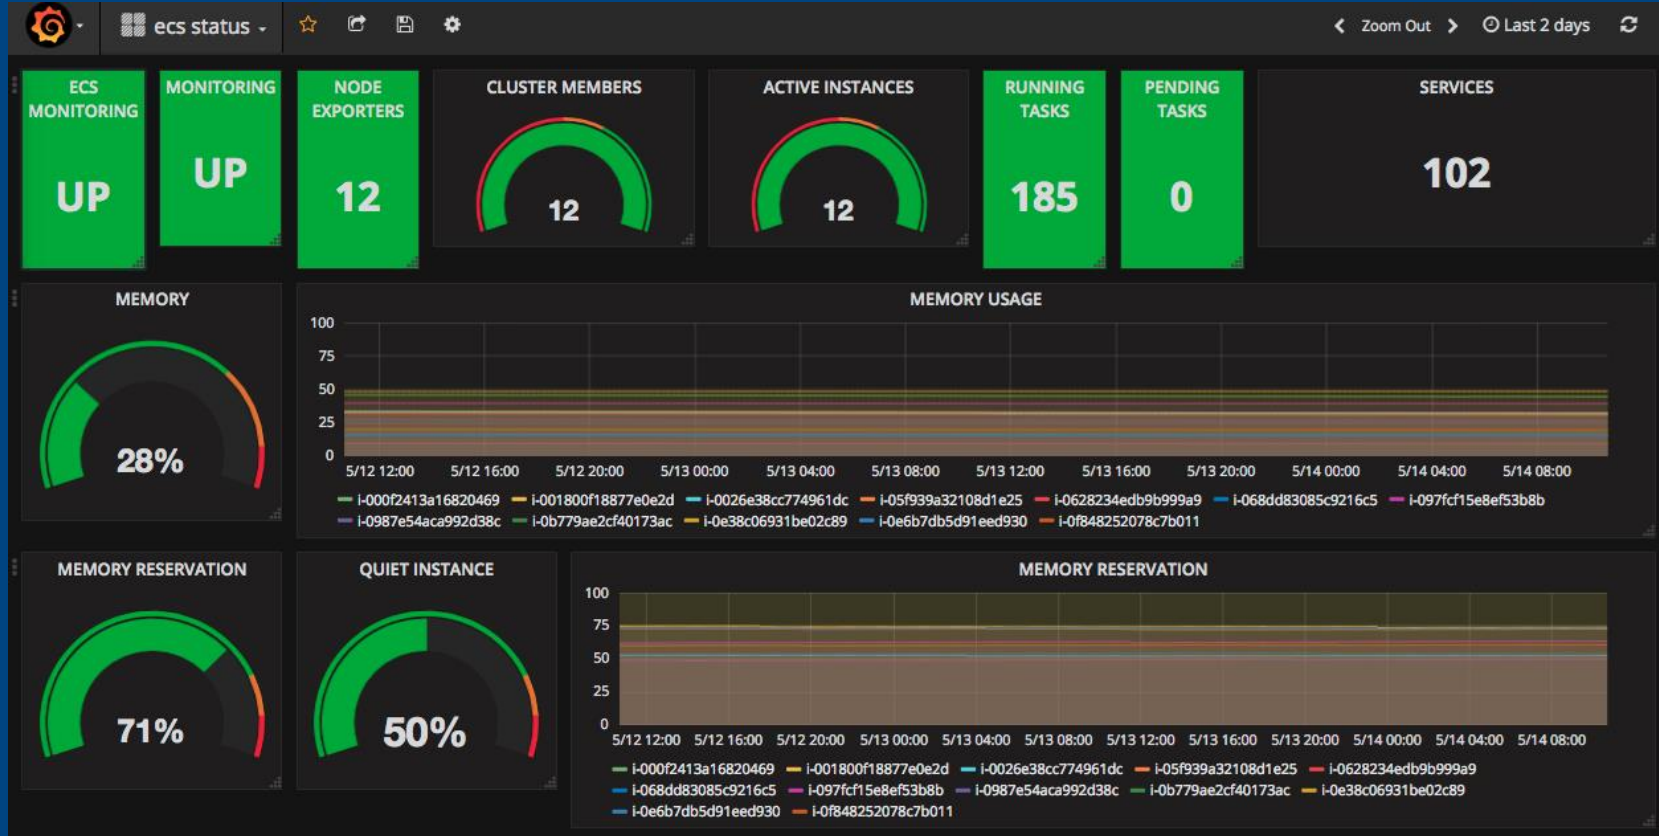 ecs status
Zoom Out
Last 2 days
ECS
MONITORING
UP
MONITORING
UP
NODE
EXPORTERS
12
CLUSTER MEMBERS
12
ACTIVE INSTANCES
12
RUNNING
TASKS
185
PENDING
TASKS
0
SERVICES
102
MEMORY
28%
MEMORY USAGE
100
75
50
25
0
5/12 12:00 5/12 16:00 5/12 20:00 5/13 00:00 5/13 04:00 5/13 08:00 5/13 12:00 5/13 16:00 5/13 20:00 5/14 00:00 5/14 04:00 5/14 08:00
i-000f2413a16820469 i-001800f18877e0e2d i-0026e38cc774961dc i-05f939a32108d1e25 i-0628234edb9b999a9 i-068dd83085c9216c5 i-097fcf15e8ef53b8b
i-0987e54aca992d38c i-0b779ae2cf40173ac i-0e38c06931be02c89 i-0e6b7db5d91eed930 i-0f848252078c7b011
MEMORY RESERVATION
71%
QUIET INSTANCE
50%
MEMORY RESERVATION
100
75
50
25
0
5/12 12:00 5/12 16:00 5/12 20:00 5/13 00:00 5/13 04:00 5/13 08:00 5/13 12:00 5/13 16:00 5/13 20:00 5/14 00:00 5/14 04:00 5/14 08:00
i-000f2413a16820469 i-001800f18877e0e2d i-0026e38cc774961dc i-05f939a32108d1e25 i-0628234edb9b999a9
i-068dd83085c9216c5 i-097fcf15e8ef53b8b i-0987e54aca992d38c i-0b779ae2cf40173ac i-0e38c06931be02c89
i-0e6b7db5d91eed930 i-0f848252078c7b011